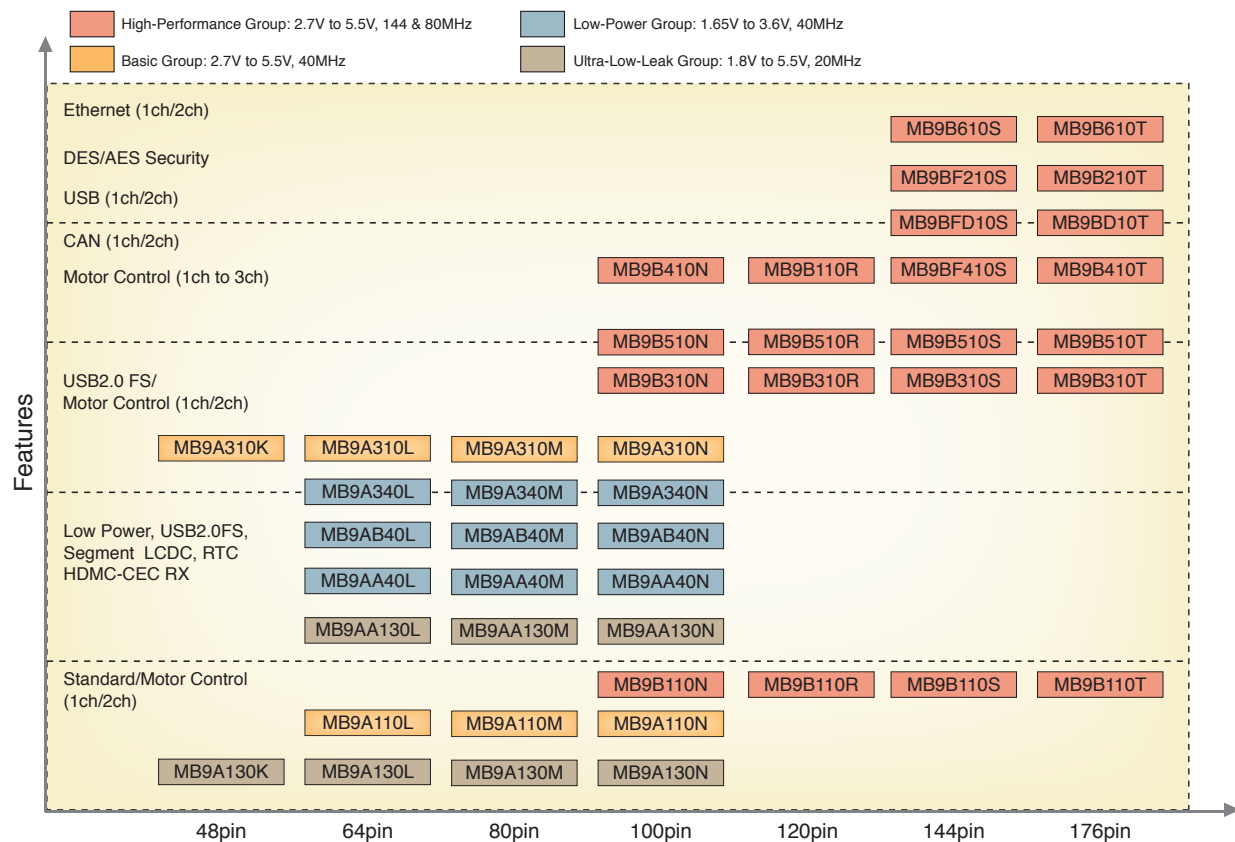 High-Performance Group: 2.7V to 5.5V, 144 & 80MHz
Low-Power Group: 1.65V to 3.6V, 40MHz
Basic Group: 2.7V to 5.5V, 40MHz
Ultra-Low-Leak Group: 1.8V to 5.5V, 20MHz
Features
Ethernet (1ch/2ch)
MB9B610S
MB9B610T
DES/AES Security
MB9BF210S
MB9B210T
USB (1ch/2ch)
MB9BFD10S
MB9BD10T
CAN (1ch/2ch)
Motor Control (1ch to 3ch)
MB9B410N
MB9B110R
MB9BF410S
MB9B410T
MB9B510N
MB9B510R
MB9B510S
MB9B510T
USB2.0 FS/
Motor Control (1ch/2ch)
MB9B310N
MB9B310R
MB9B310S
MB9B310T
MB9A310K
MB9A310L
MB9A310M
MB9A310N
MB9A340L
MB9A340M
MB9A340N
Low Power, USB2.0FS,
Segment LCDC, RTC
HDMC-CEC RX
MB9AB40L
MB9AB40M
MB9AB40N
MB9AA40L
MB9AA40M
MB9AA40N
MB9AA130L
MB9AA130M
MB9AA130N
Standard/Motor Control
(1ch/2ch)
MB9B110N
MB9B110R
MB9B110S
MB9B110T
MB9A110L
MB9A110M
MB9A110N
MB9A130K
MB9A130L
MB9A130M
MB9A130N
48pin
64pin
80pin
100pin
120pin
144pin
176pin